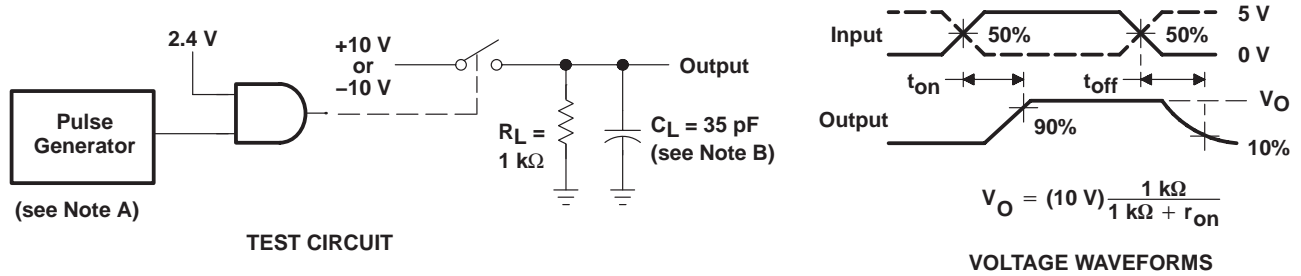 2.4 V
Pulse
Generator
(see Note A)
+10 V
or
–10 V
Output
RL =
1 kΩ
CL = 35 pF
(see Note B)
TEST CIRCUIT
Input
50%
50%
5 V
0 V
ton
toff
VO
Output
90%
10%
VO = (10 V) 1 kΩ / 1 kΩ + ron
VOLTAGE WAVEFORMS